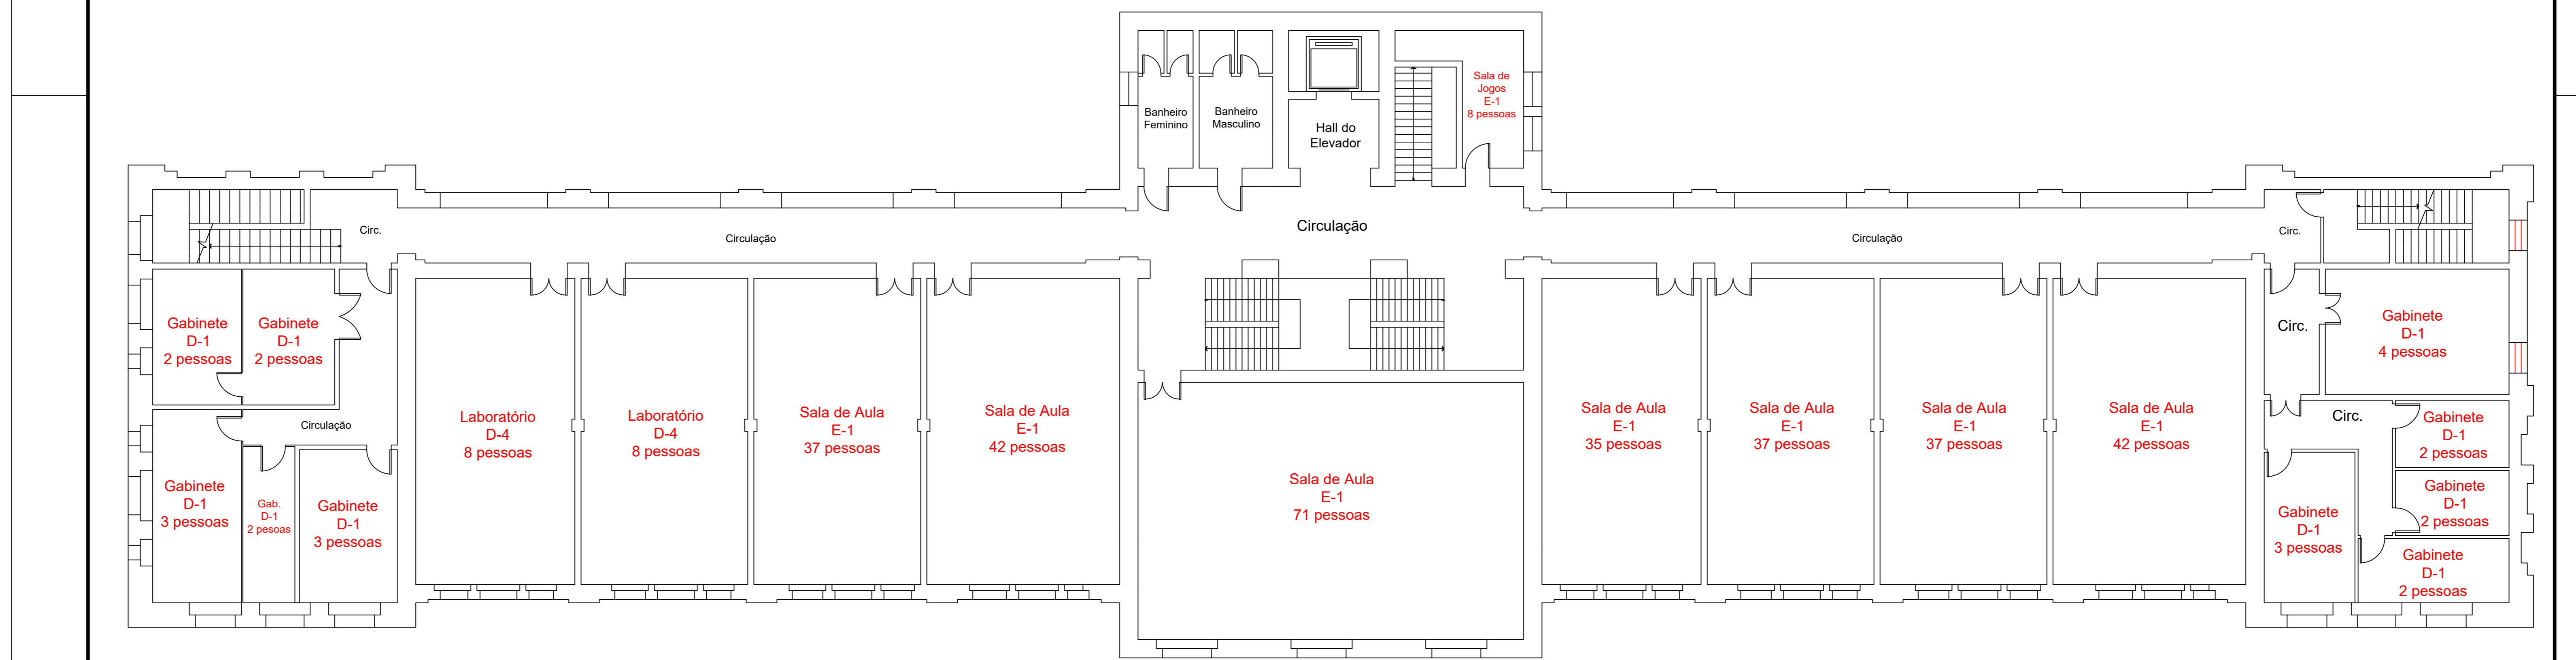 Sala de
Jogos
E-1
8 pessoas
Banheiro
Feminino
Banheiro
Masculino
Hall do
Elevador
Circ.
Circulação
Circulação
Circulação
Circ.
Gabinete
D-1
2 pessoas
Gabinete
D-1
2 pessoas
Circulação
Gabinete
D-1
3 pessoas
Gab.
D-1
2 pesoas
Gabinete
D-1
3 pessoas
Laboratório
D-4
8 pessoas
Laboratório
D-4
8 pessoas
Sala de Aula
E-1
37 pessoas
Sala de Aula
E-1
42 pessoas
Sala de Aula
E-1
71 pessoas
Sala de Aula
E-1
35 pessoas
Sala de Aula
E-1
37 pessoas
Sala de Aula
E-1
37 pessoas
Sala de Aula
E-1
42 pessoas
Circ.
Gabinete
D-1
4 pessoas
Circ.
Gabinete
D-1
2 pessoas
Gabinete
D-1
2 pessoas
Gabinete
D-1
3 pessoas
Gabinete
D-1
2 pessoas